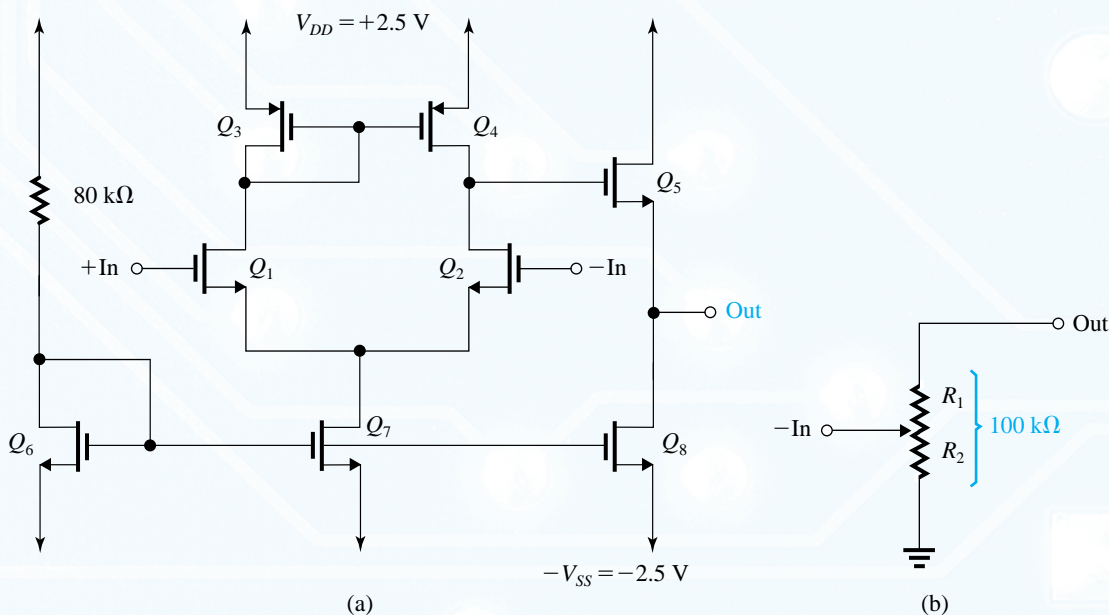 V_DD = +2.5 V
Q_3
Q_4
Q_5
80 kΩ
+In
Q_1
Q_2
−In
Out
Q_6
Q_7
Q_8
−V_SS = −2.5 V
(a)
Out
R_1
−In
100 kΩ
R_2
(b)